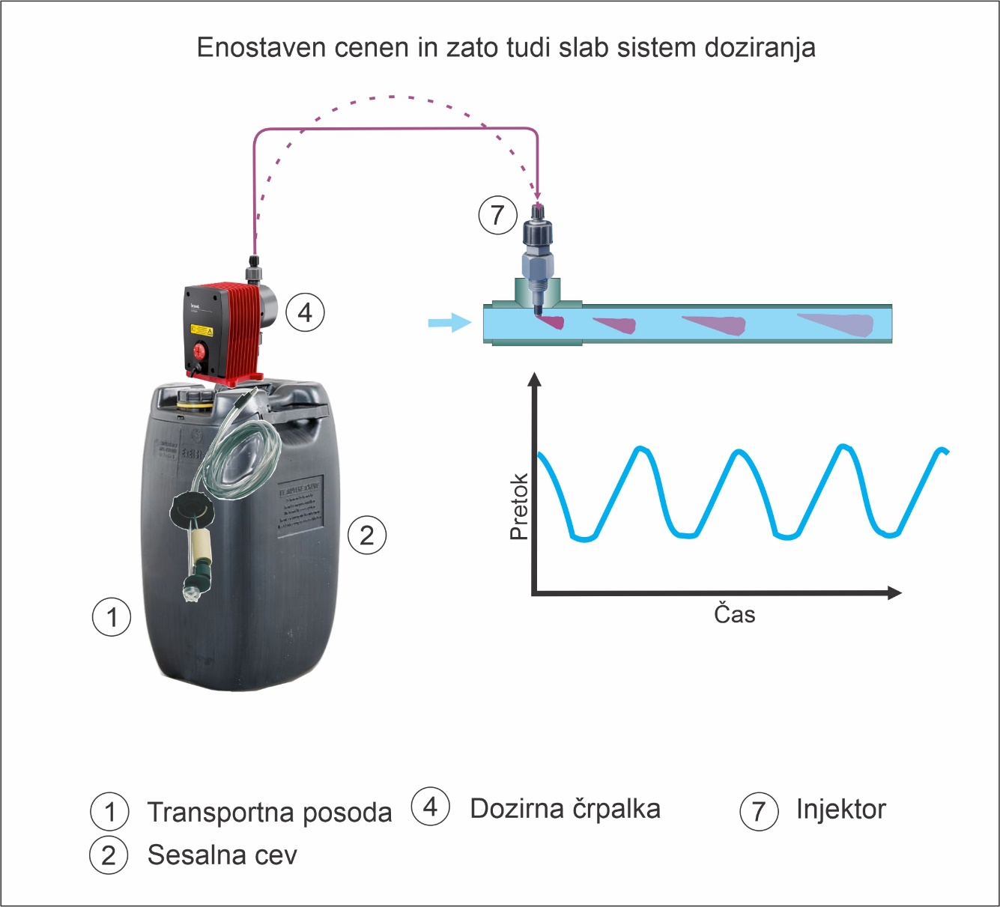 Enostaven cenen in zato tudi slab sistem doziranja
7
4
2
1
Pretok
Čas
1 Transportna posoda
4 Dozirna črpalka
7 Injektor
2 Sesalna cev